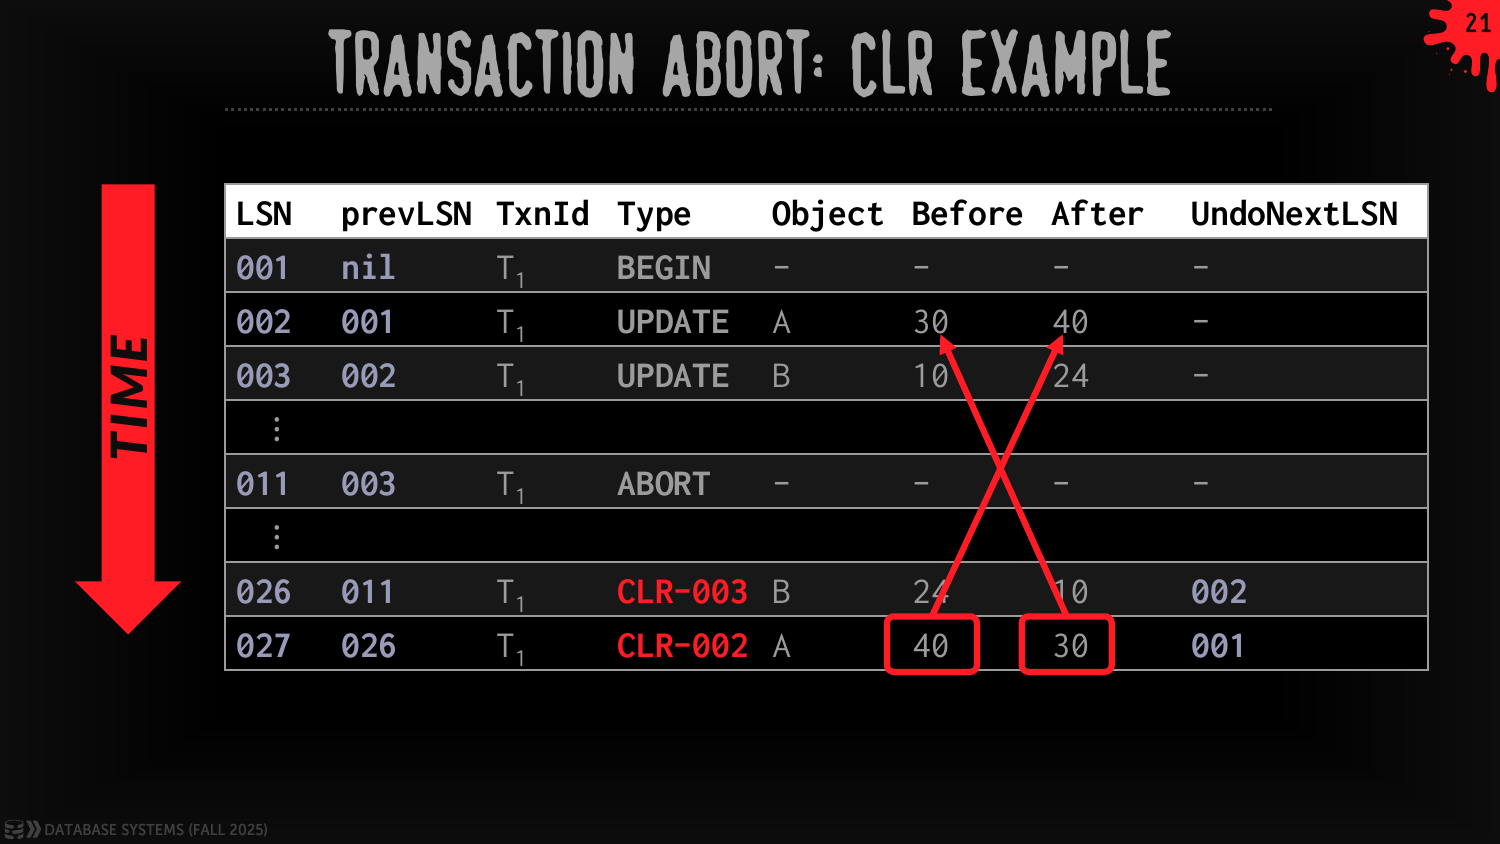 21
TRANSACTION ABORT: CLR EXAMPLE
TIME
LSN prevLSN TxnId Type Object Before After UndoNextLSN
001 nil T1 BEGIN - - - -
002 001 T1 UPDATE A 30 40 -
003 002 T1 UPDATE B 10 24 -
⋮
011 003 T1 ABORT - - - -
⋮
026 011 T1 CLR-003 B 24 10 002
027 026 T1 CLR-002 A 40 30 001
DATABASE SYSTEMS (FALL 2025)